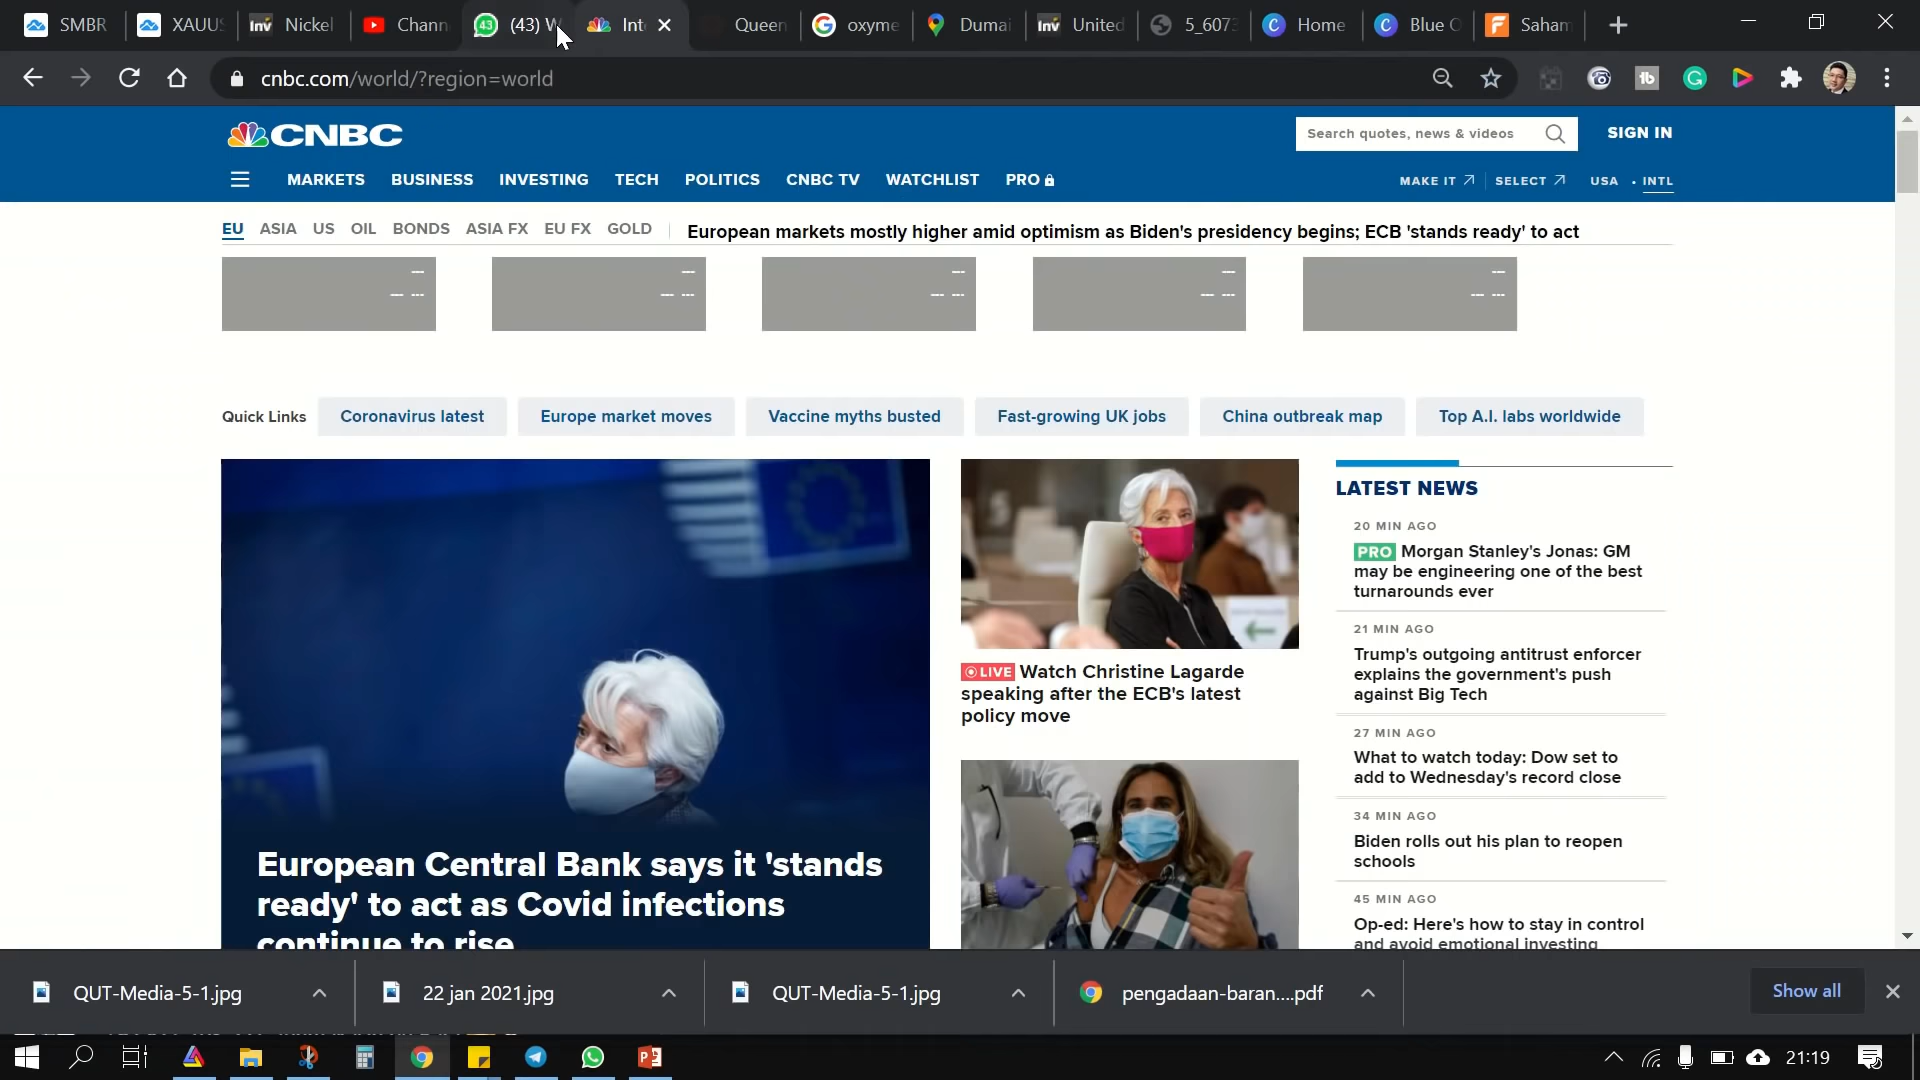 SMBR
XAUUS
Inv Nickel
Chann
43 (43) W
Int
Queen
G oxyme
Dumai
Inv United
5_6073
C Home
C Blue O
F Saham
cnbc.com/world/?region=world
CNBC
Search quotes, news & videos
SIGN IN
MARKETS BUSINESS INVESTING TECH POLITICS CNBC TV WATCHLIST PRO
MAKE IT SELECT USA • INTL
EU ASIA US OIL BONDS ASIA FX EU FX GOLD
European markets mostly higher amid optimism as Biden's presidency begins; ECB 'stands ready' to act
Quick Links
Coronavirus latest
Europe market moves
Vaccine myths busted
Fast-growing UK jobs
China outbreak map
Top A.I. labs worldwide
European Central Bank says it 'stands
ready' to act as Covid infections
continue to rise
LIVE Watch Christine Lagarde
speaking after the ECB's latest
policy move
LATEST NEWS
20 MIN AGO
PRO Morgan Stanley's Jonas: GM
may be engineering one of the best
turnarounds ever
21 MIN AGO
Trump's outgoing antitrust enforcer
explains the government's push
against Big Tech
27 MIN AGO
What to watch today: Dow set to
add to Wednesday's record close
34 MIN AGO
Biden rolls out his plan to reopen
schools
45 MIN AGO
Op-ed: Here's how to stay in control
and avoid emotional investing
QUT-Media-5-1.jpg
22 jan 2021.jpg
QUT-Media-5-1.jpg
pengadaan-baran....pdf
Show all
21:19